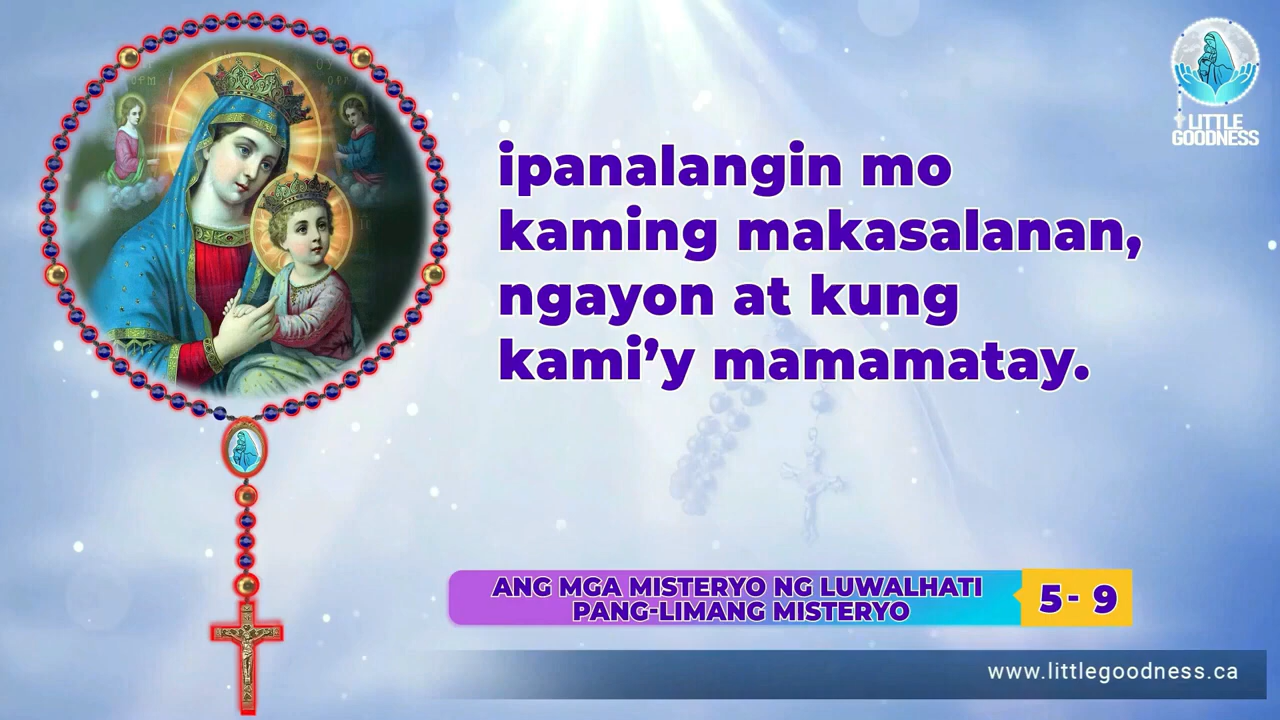 LITTLE
GOODNESS
ipanalangin mo
kaming makasalanan,
ngayon at kung
kami’y mamamatay.
ANG MGA MISTERYO NG LUWALHATI
PANG-LIMANG MISTERYO
5 - 9
www.littlegoodness.ca